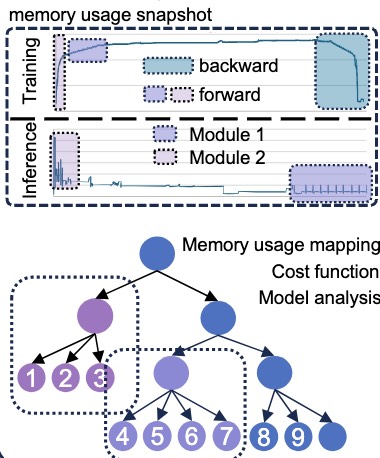 memory usage snapshot
Training
backward
forward
Inference
Module 1
Module 2
Memory usage mapping
Cost function
Model analysis
1 2 3
4 5 6 7 8 9